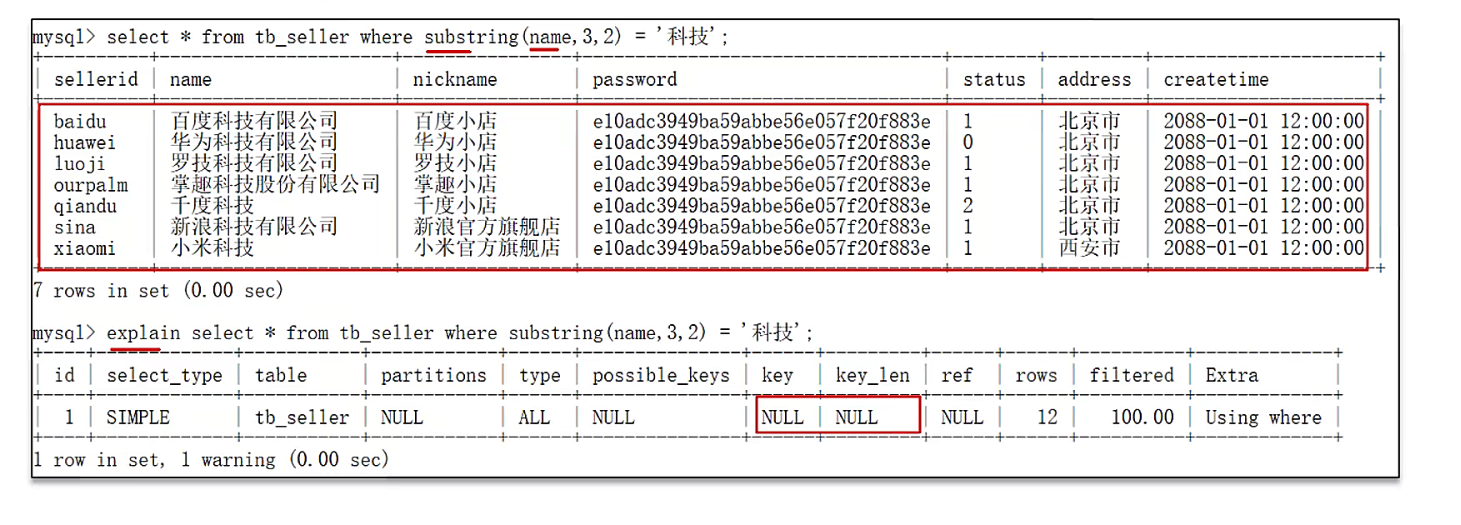 mysql> select * from tb_seller where substring(name,3,2) = '科技';
| sellerid | name | nickname | password | status | address | createtime |
| baidu | 百度科技有限公司 | 百度小店 | e10adc3949ba59abbe56e057f20f883e | 1 | 北京市 | 2088-01-01 12:00:00
| huawei | 华为科技有限公司 | 华为小店 | e10adc3949ba59abbe56e057f20f883e | 0 | 北京市 | 2088-01-01 12:00:00
| luoji | 罗技科技有限公司 | 罗技小店 | e10adc3949ba59abbe56e057f20f883e | 1 | 北京市 | 2088-01-01 12:00:00
| ourpalm | 掌趣科技股份有限公司 | 掌趣小店 | e10adc3949ba59abbe56e057f20f883e | 1 | 北京市 | 2088-01-01 12:00:00
| qiandu | 千度科技 | 千度小店 | e10adc3949ba59abbe56e057f20f883e | 2 | 北京市 | 2088-01-01 12:00:00
| sina | 新浪科技有限公司 | 新浪官方旗舰店 | e10adc3949ba59abbe56e057f20f883e | 1 | 北京市 | 2088-01-01 12:00:00
| xiaomi | 小米科技 | 小米官方旗舰店 | e10adc3949ba59abbe56e057f20f883e | 1 | 西安市 | 2088-01-01 12:00:00
7 rows in set (0.00 sec)
mysql> explain select * from tb_seller where substring(name,3,2) = '科技';
| id | select_type | table | partitions | type | possible_keys | key | key_len | ref | rows | filtered | Extra |
| 1 | SIMPLE | tb_seller | NULL | ALL | NULL | NULL | NULL | NULL | 12 | 100.00 | Using where |
1 row in set, 1 warning (0.00 sec)